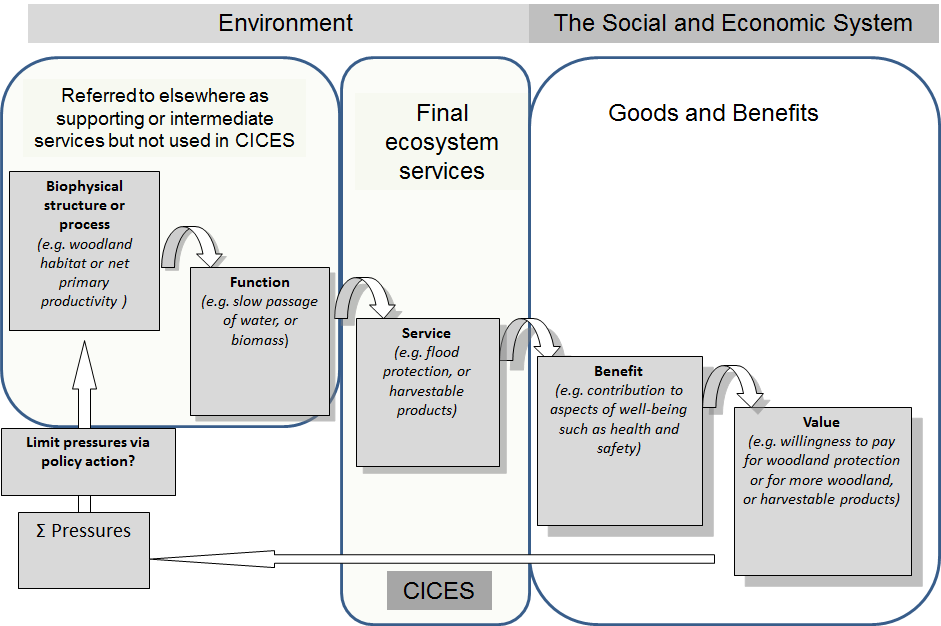 Environment
The Social and Economic System
Referred to elsewhere as
supporting or intermediate
services but not used in CICES
Final
ecosystem
services
Goods and Benefits
Biophysical
structure or
process
(e.g. woodland
habitat or net
primary
productivity )
Function
(e.g. slow passage
of water, or
biomass)
Service
(e.g. flood
protection, or
harvestable
products)
Benefit
(e.g. contribution to
aspects of well-being
such as health and
safety)
Value
(e.g. willingness to pay
for woodland protection
or for more woodland,
or harvestable products)
Limit pressures via
policy action?
Σ Pressures
CICES